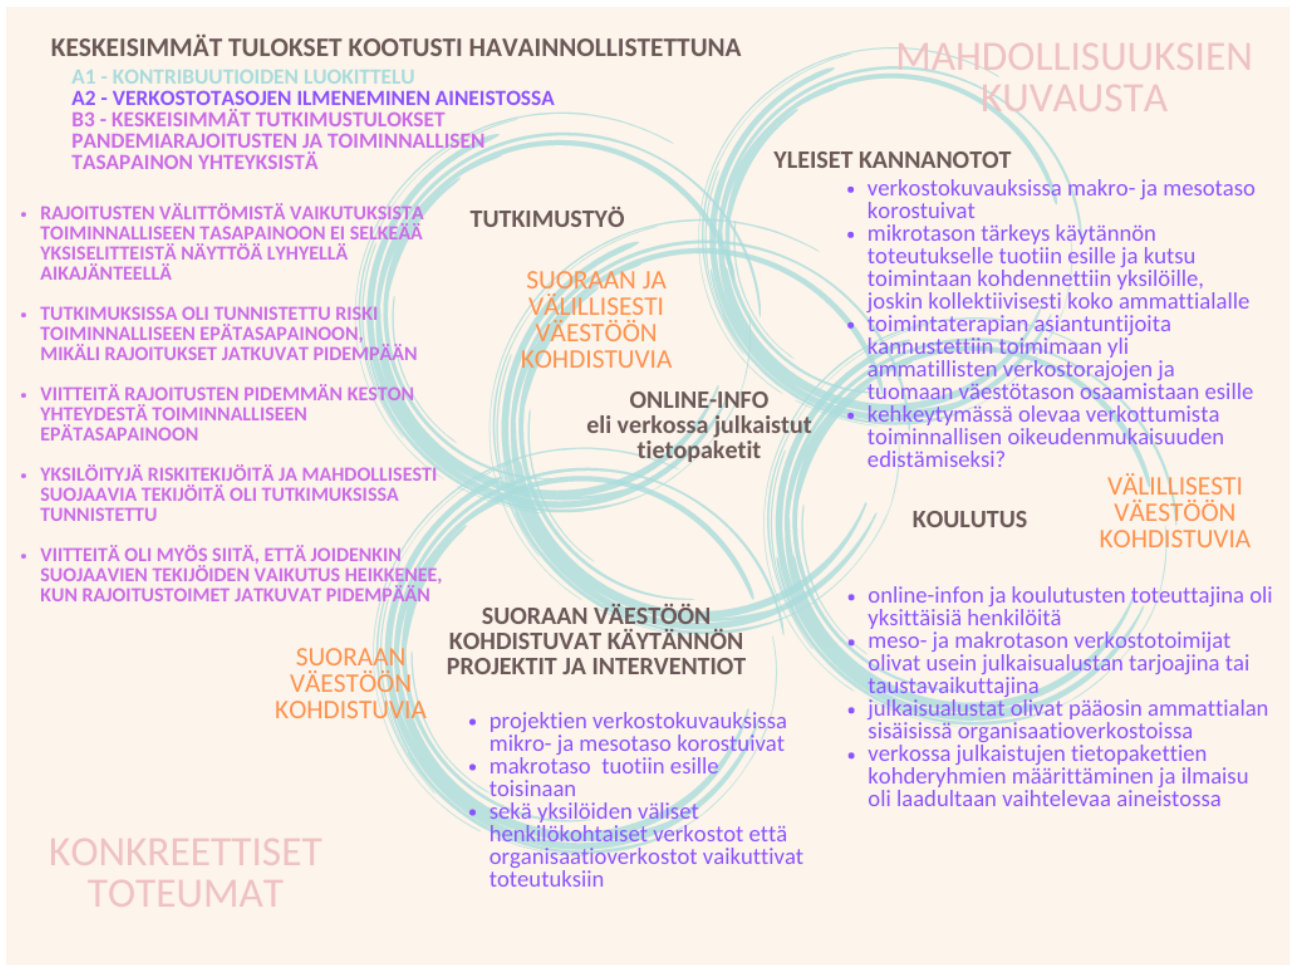 KESKEISIMMÄT TULOKSET KOOTUSTI HAVAINNOLLISTETTUNA
A1 - KONTRIBUUTIOIDEN LUOKITTELU
A2 - VERKOSTOTASOJEN ILMENEMINEN AINEISTOSSA
B3 - KESKEISIMMÄT TUTKIMUSTULOKSET
PANDEMIARAJOITUSTEN JA TOIMINNALLISEN
TASAPAINON YHTEYKSISTÄ
• RAJOITUSTEN VÄLITTÖMISTÄ VAIKUTUKSISTA
TOIMINNALLISEEN TASAPAINOON EI SELKEÄÄ
YKSISELITTEISTÄ NÄYTTÖÄ LYHYELLÄ
AIKAJÄNTEELLÄ
• TUTKIMUKSISSA OLI TUNNISTETTU RISKI
TOIMINNALLISEEN EPÄTASAPAINOON,
MIKÄLI RAJOITUKSET JATKUVAT PIDEMPÄÄN
• VIITTEITÄ RAJOITUSTEN PIDEMMÄN KESTON
YHTEYDESTÄ TOIMINNALLISEEN
EPÄTASAPAINOON
• YKSILÖITYJÄ RISKITEKIJÖITÄ JA MAHDOLLISESTI
SUOJAAVIA TEKIJÖITÄ OLI TUTKIMUKSISSA
TUNNISTETTU
• VIITTEITÄ OLI MYÖS SIITÄ, ETTÄ JOIDENKIN
SUOJAAVIEN TEKIJÖIDEN VAIKUTUS HEIKKENEE,
KUN RAJOITUSTOIMET JATKUVAT PIDEMPÄÄN
TUTKIMUSTYÖ
SUORAAN JA
VÄLILLISESTI
VÄESTÖÖN
KOHDISTUVIA
ONLINE-INFO
eli verkossa julkaistut
tietopaketit
MAHDOLLISUUKSIEN
KUVAUSTA
YLEISET KANNANOTOT
• verkostokuvauksissa makro- ja mesotaso
korostuivat
• mikrotason tärkeys käytännön
toteutukselle tuotiin esille ja kutsu
toimintaan kohdennettiin yksilöille,
joskin kollektiivisesti koko ammattialalle
• toimintaterapian asiantuntijoita
kannustettiin toimimaan yli
ammatillisten verkostorajojen ja
tuomaan väestötason osaamistaan esille
• kehkeytymässä olevaa verkottumista
toiminnallisen oikeudenmukaisuuden
edistämiseksi?
VÄLILLISESTI
VÄESTÖÖN
KOHDISTUVIA
KOULUTUS
• online-infon ja koulutusten toteuttajina oli
yksittäisiä henkilöitä
• meso- ja makrotason verkostotoimijat
olivat usein julkaisualustan tarjoajina tai
taustavaikuttajina
• julkaisualustat olivat pääosin ammattialan
sisäisissä organisaatioverkostoissa
• verkossa julkaistujen tietopakettien
kohderyhmien määrittäminen ja ilmaisu
oli laadultaan vaihtelevaa aineistossa
SUORAAN VÄESTÖÖN
KOHDISTUVAT KÄYTÄNNÖN
PROJEKTIT JA INTERVENTIOT
SUORAAN
VÄESTÖÖN
KOHDISTUVIA
• projektien verkostokuvauksissa
mikro- ja mesotaso korostuivat
• makrotaso tuotiin esille
toisinaan
• sekä yksilöiden väliset
henkilökohtaiset verkostot että
organisaatioverkostot vaikuttivat
toteutuksiin
KONKREETTISET
TOTEUMAT